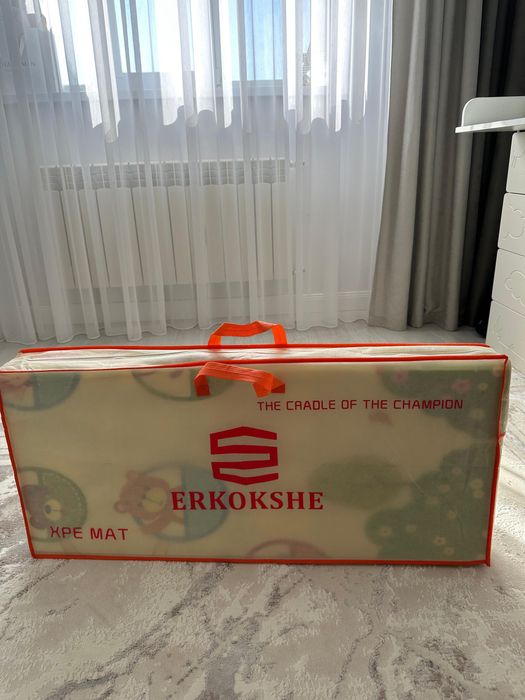 THE CRADLE OF THE CHAMPION
ERKOKSHE
XPE MAT